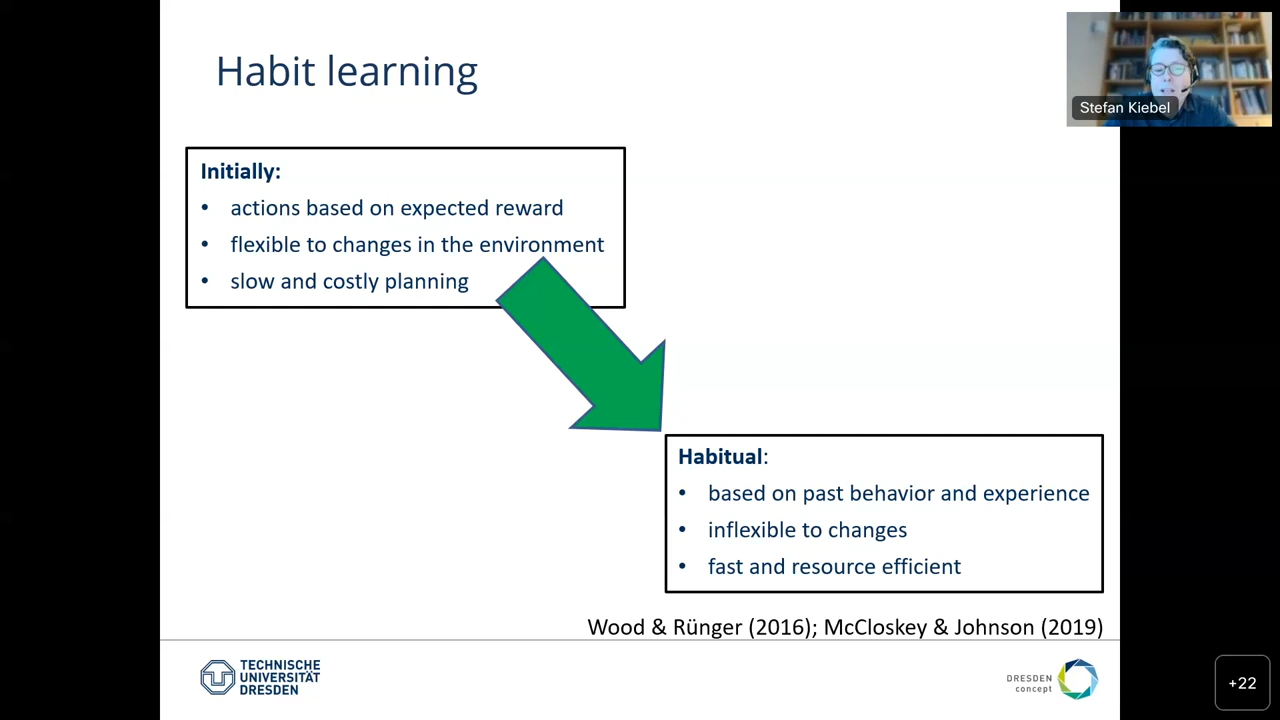 Habit learning
Stefan Kiebel
Initially:
• actions based on expected reward
• flexible to changes in the environment
• slow and costly planning
Habitual:
• based on past behavior and experience
• inflexible to changes
• fast and resource efficient
Wood & Rünger (2016); McCloskey & Johnson (2019)
TECHNISCHE
UNIVERSITÄT
DRESDEN
DRESDEN
concept
+22